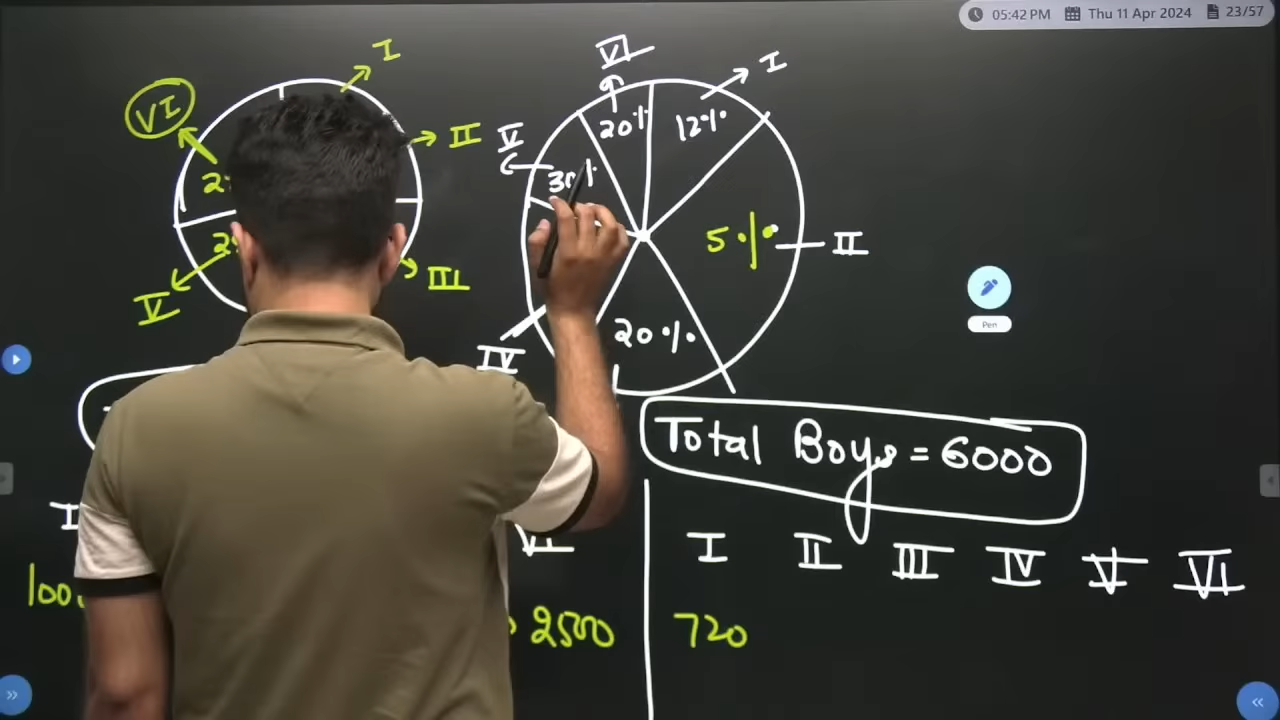 05:42 PM Thu 11 Apr 2024 23/57
I
II
III
V
VI
VI
I
20%
12%
V
30%
5%
II
20%
IV
Pen
Total Boys = 6000
VI
I II III IV V VI
2500
720